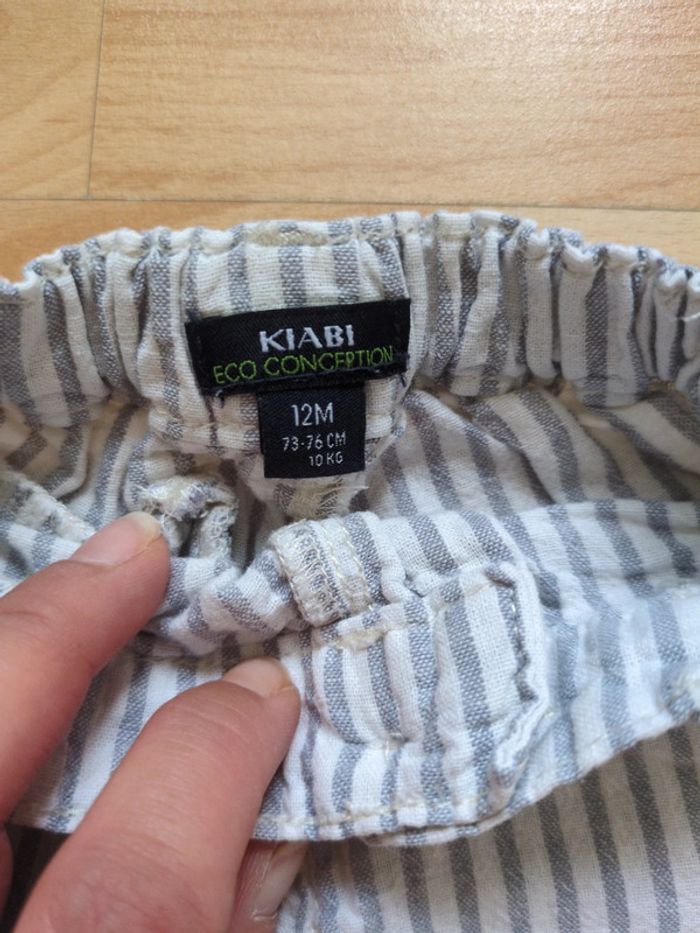 KIABI
ECO CONCEPTION
12M
73-76 CM
10 KG